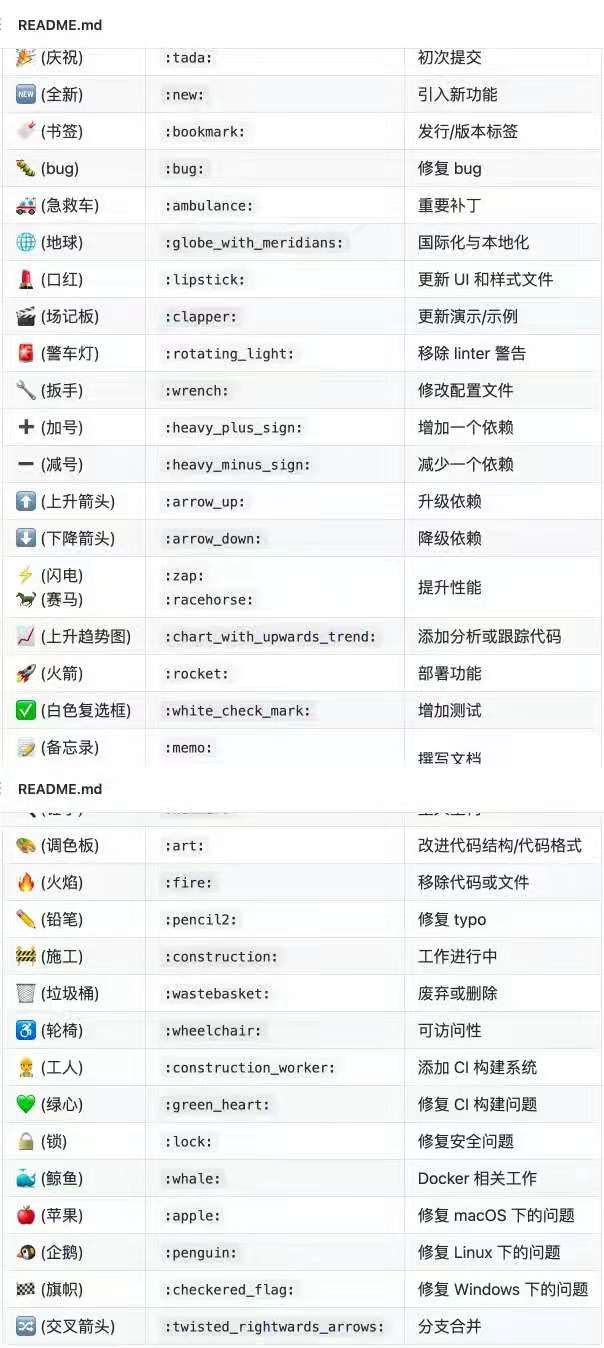 README.md
(庆祝) :tada: 初次提交
(全新) :new: 引入新功能
(书签) :bookmark: 发行/版本标签
(bug) :bug: 修复 bug
(急救车) :ambulance: 重要补丁
(地球) :globe_with_meridians: 国际化与本地化
(口红) :lipstick: 更新 UI 和样式文件
(场记板) :clapper: 更新演示/示例
(警车灯) :rotating_light: 移除 linter 警告
(扳手) :wrench: 修改配置文件
(加号) :heavy_plus_sign: 增加一个依赖
(减号) :heavy_minus_sign: 减少一个依赖
(上升箭头) :arrow_up: 升级依赖
(下降箭头) :arrow_down: 降级依赖
(闪电) :zap:
提升性能
(赛马) :racehorse:
(上升趋势图) :chart_with_upwards_trend: 添加分析或跟踪代码
(火箭) :rocket: 部署功能
(白色复选框) :white_check_mark: 增加测试
(备忘录) :memo: 撰写文档
README.md
(调色板) :art: 改进代码结构/代码格式
(火焰) :fire: 移除代码或文件
(铅笔) :pencil2: 修复 typo
(施工) :construction: 工作进行中
(垃圾桶) :wastebasket: 废弃或删除
(轮椅) :wheelchair: 可访问性
(工人) :construction_worker: 添加 CI 构建系统
(绿心) :green_heart: 修复 CI 构建问题
(锁) :lock: 修复安全问题
(鲸鱼) :whale: Docker 相关工作
(苹果) :apple: 修复 macOS 下的问题
(企鹅) :penguin: 修复 Linux 下的问题
(旗帜) :checkered_flag: 修复 Windows 下的问题
(交叉箭头) :twisted_rightwards_arrows: 分支合并